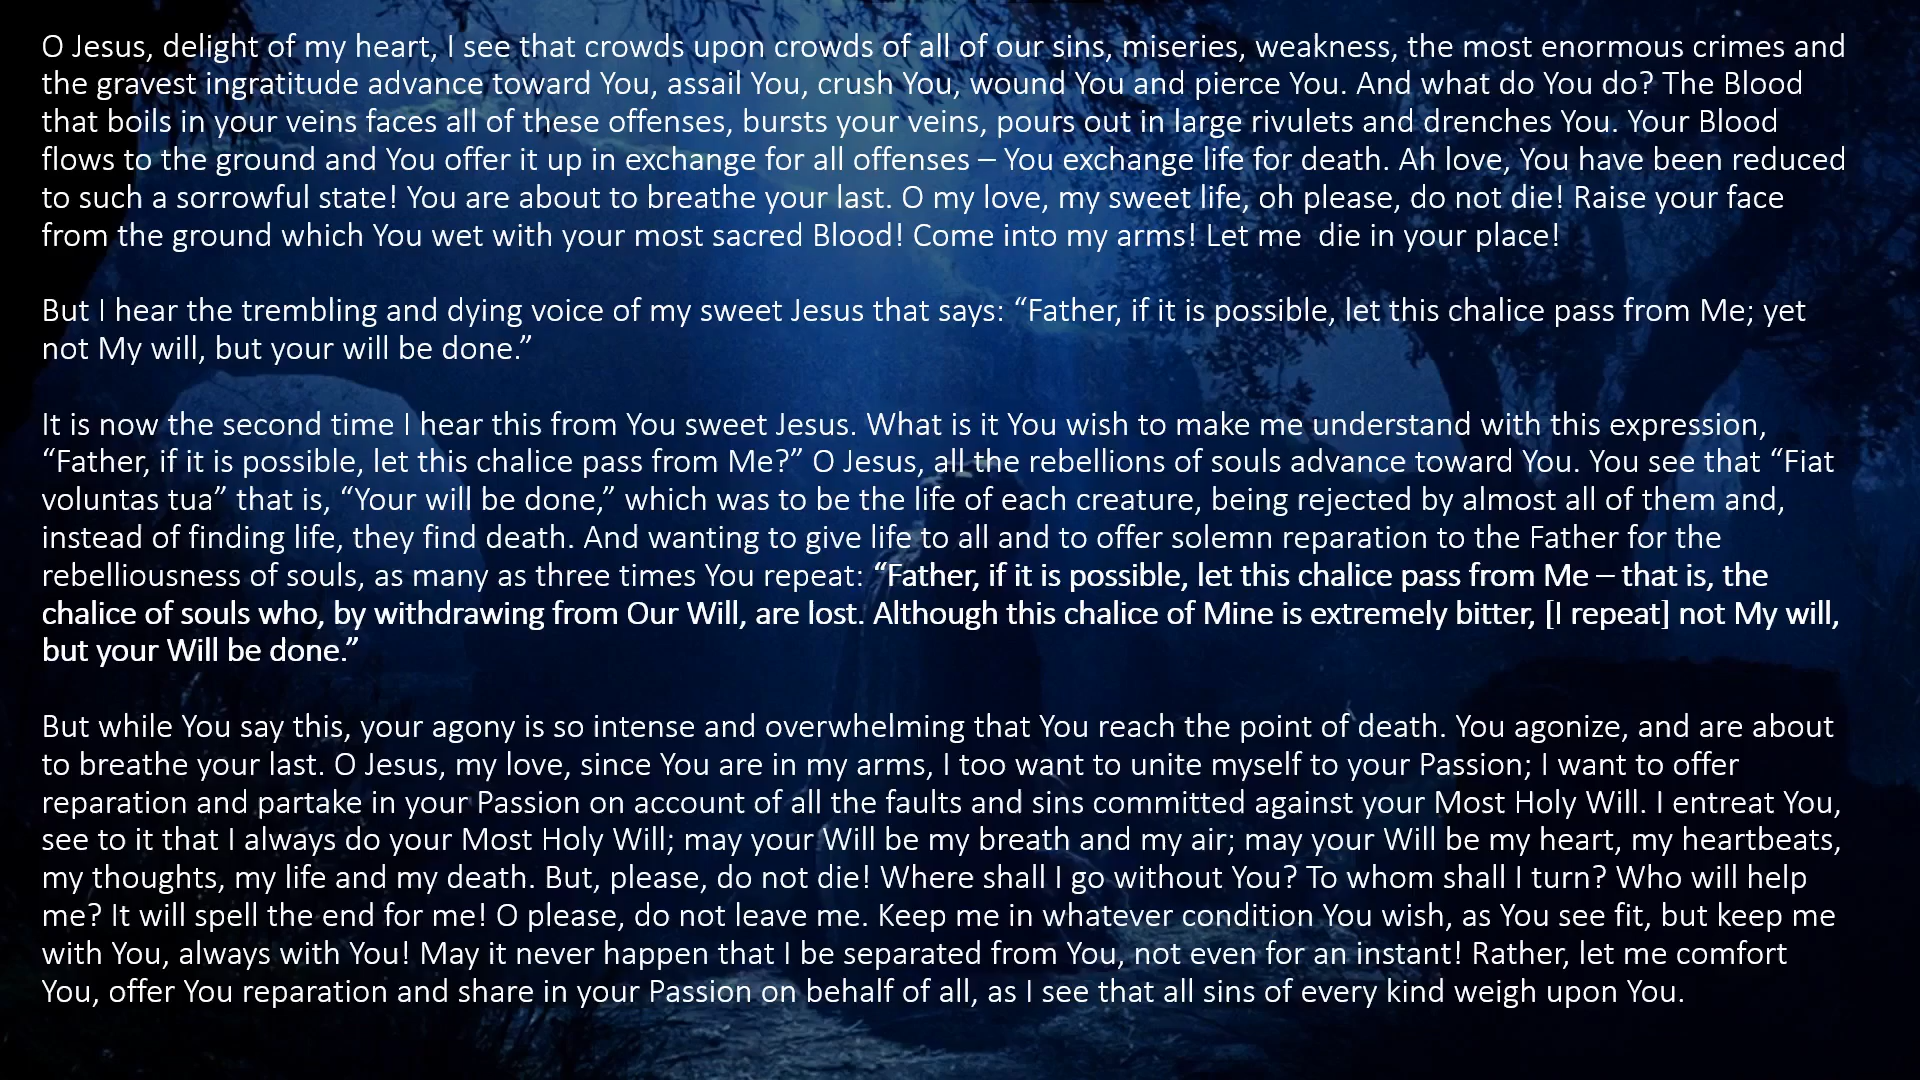 O Jesus, delight of my heart, I see that crowds upon crowds of all of our sins, miseries, weakness, the most enormous crimes and
the gravest ingratitude advance toward You, assail You, crush You, wound You and pierce You. And what do You do? The Blood
that boils in your veins faces all of these offenses, bursts your veins, pours out in large rivulets and drenches You. Your Blood
flows to the ground and You offer it up in exchange for all offenses – You exchange life for death. Ah love, You have been reduced
to such a sorrowful state! You are about to breathe your last. O my love, my sweet life, oh please, do not die! Raise your face
from the ground which You wet with your most sacred Blood! Come into my arms! Let me  die in your place!

But I hear the trembling and dying voice of my sweet Jesus that says: “Father, if it is possible, let this chalice pass from Me; yet
not My will, but your will be done.”

It is now the second time I hear this from You sweet Jesus. What is it You wish to make me understand with this expression,
“Father, if it is possible, let this chalice pass from Me?” O Jesus, all the rebellions of souls advance toward You. You see that “Fiat
voluntas tua” that is, “Your will be done,” which was to be the life of each creature, being rejected by almost all of them and,
instead of finding life, they find death. And wanting to give life to all and to offer solemn reparation to the Father for the
rebelliousness of souls, as many as three times You repeat: “Father, if it is possible, let this chalice pass from Me – that is, the
chalice of souls who, by withdrawing from Our Will, are lost. Although this chalice of Mine is extremely bitter, [I repeat] not My will,
but your Will be done.”

But while You say this, your agony is so intense and overwhelming that You reach the point of death. You agonize, and are about
to breathe your last. O Jesus, my love, since You are in my arms, I too want to unite myself to your Passion; I want to offer
reparation and partake in your Passion on account of all the faults and sins committed against your Most Holy Will. I entreat You,
see to it that I always do your Most Holy Will; may your Will be my breath and my air; may your Will be my heart, my heartbeats,
my thoughts, my life and my death. But, please, do not die! Where shall I go without You? To whom shall I turn? Who will help
me? It will spell the end for me! O please, do not leave me. Keep me in whatever condition You wish, as You see fit, but keep me
with You, always with You! May it never happen that I be separated from You, not even for an instant! Rather, let me comfort
You, offer You reparation and share in your Passion on behalf of all, as I see that all sins of every kind weigh upon You.